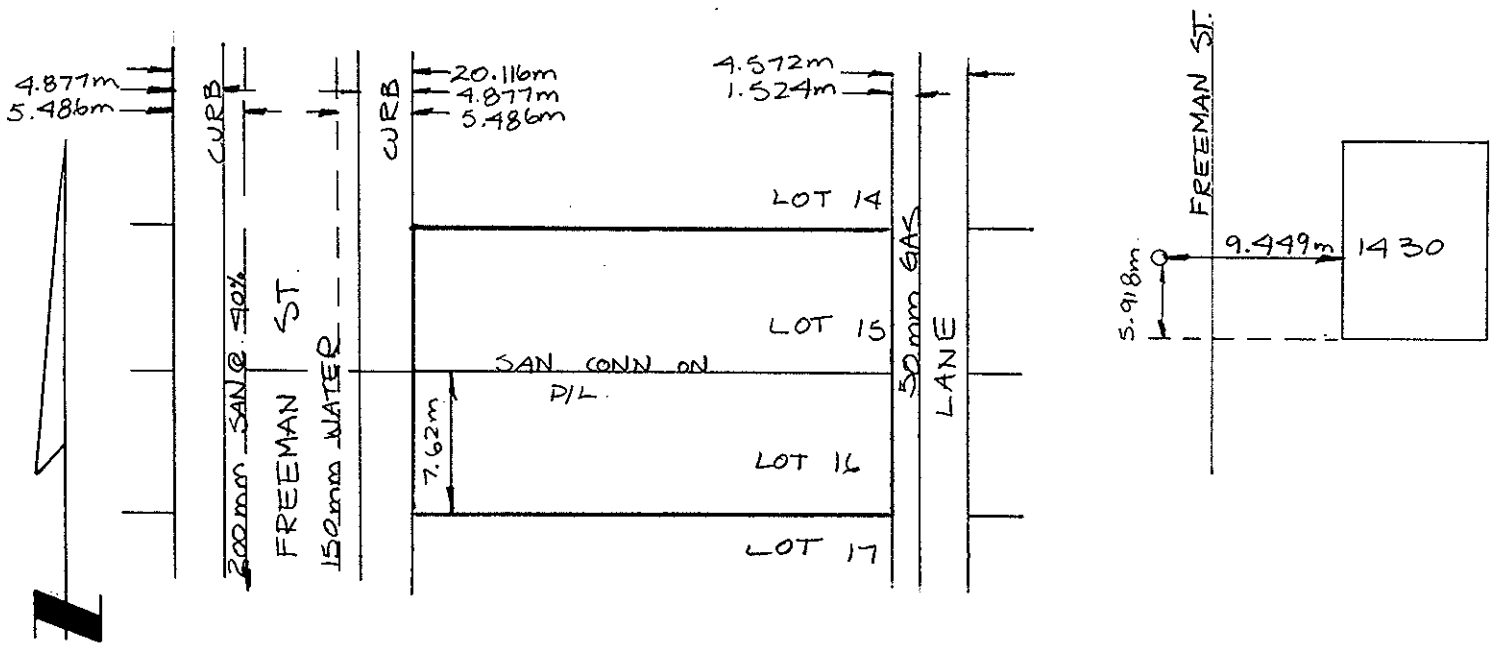 4.877m
5.486m
CURB
CURB
20.116m
4.877m
5.486m
4.572m
1.524m
FREEMAN ST.
LOT 14
9.449m
1430
5.918m
200mm SAN@.40%
FREEMAN ST.
150mm WATER
LOT 15
50mm GAS
LANE
SAN CONN ON
P/L.
7.62m
LOT 16
LOT 17